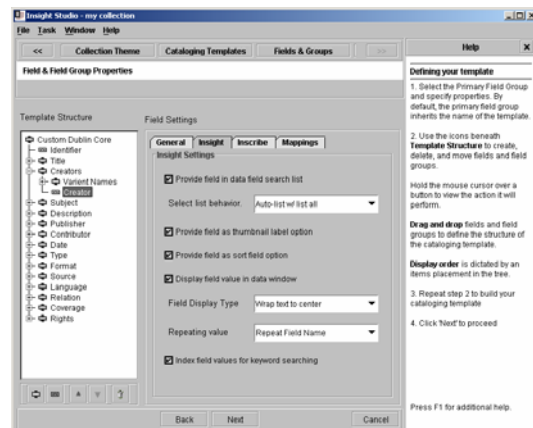 Insight Studio - my collection
File Task Window Help
<< Collection Theme Cataloging Templates Fields & Groups >>
Field & Field Group Properties
Template Structure
Custom Dublin Core
Identifier
Title
Creators
Varient Names
Creator
Subject
Description
Publisher
Contributor
Date
Type
Format
Source
Language
Relation
Coverage
Rights
Field Settings
General Insight Inscribe Mappings
Insight Settings
Provide field in data field search list
Select list behavior. Auto-list w/ list all
Provide field as thumbnail label option
Provide field as sort field option
Display field value in data window
Field Display Type Wrap text to center
Repeating value Repeat Field Name
Index field values for keyword searching
Back Next Cancel
Help X
Defining your template
1. Select the Primary Field Group
and specify properties. By
default, the primary field group
inherits the name of the template.
2. Use the icons beneath
Template Structure to create,
delete, and move fields and field
groups.
Hold the mouse cursor over a
button to view the action it will
perform.
Drag and drop fields and field
groups to define the structure of
the cataloging template.
Display order is dictated by an
items placement in the tree.
3. Repeat step 2 to build your
cataloging template
4. Click 'Next' to proceed
Press F1 for additional help.